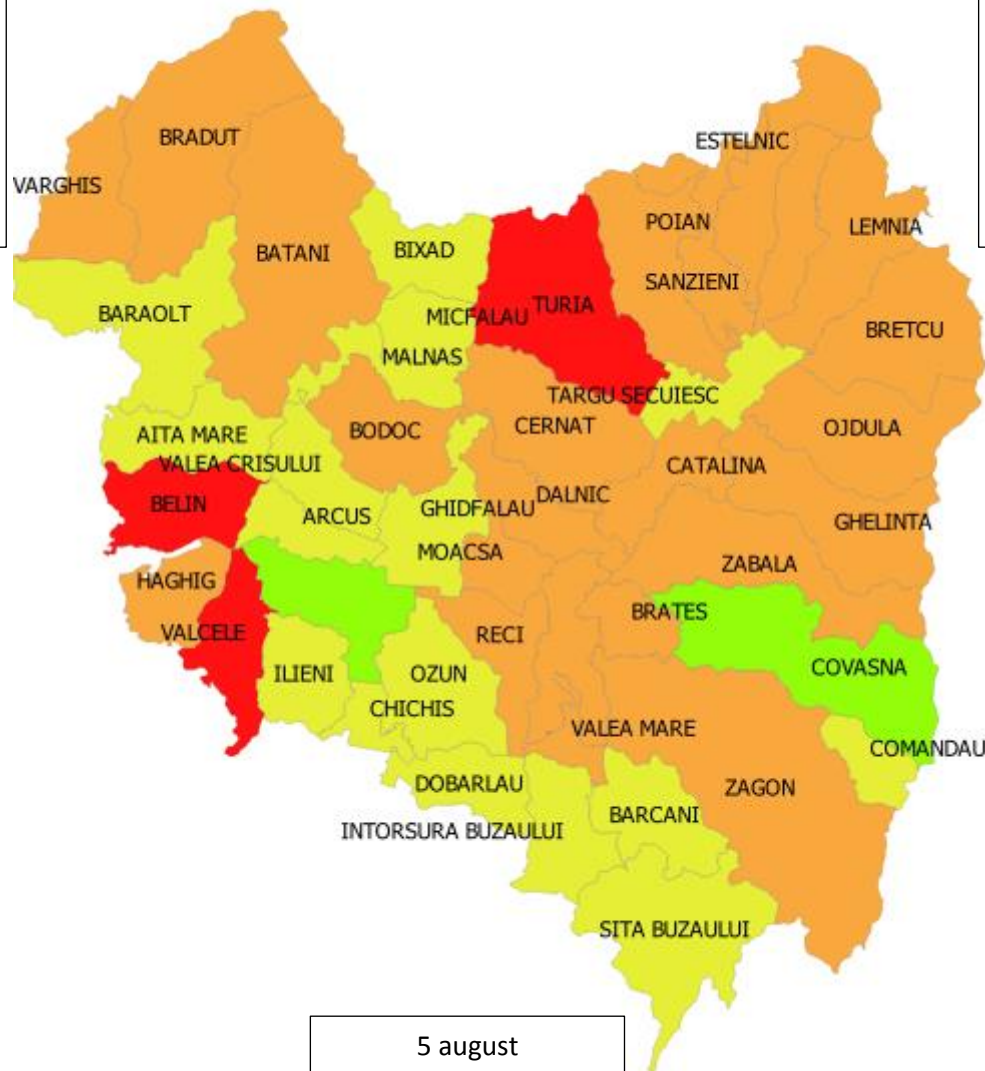 BRADUT
ESTELNIC
VARGHIS
POIAN
LEMNIA
BIXAD
BATANI
SANZIENI
TURIA
BARAOLT
MICFALAU
BRETCU
MALNAS
TARGU SECUIESC
CERNAT
OJDULA
BODOC
AITA MARE
VALEA CRISULUI
CATALINA
DALNIC
BELIN
GHIDFALAU
ARCUS
GHELINTA
MOACSA
ZABALA
HAGHIG
BRATES
VALCELE
RECI
COVASNA
ILIENI
OZUN
CHICHIS
VALEA MARE
COMANDAU
DOBARLAU
ZAGON
BARCANI
INTORSURA BUZAULUI
SITA BUZAULUI
5 august